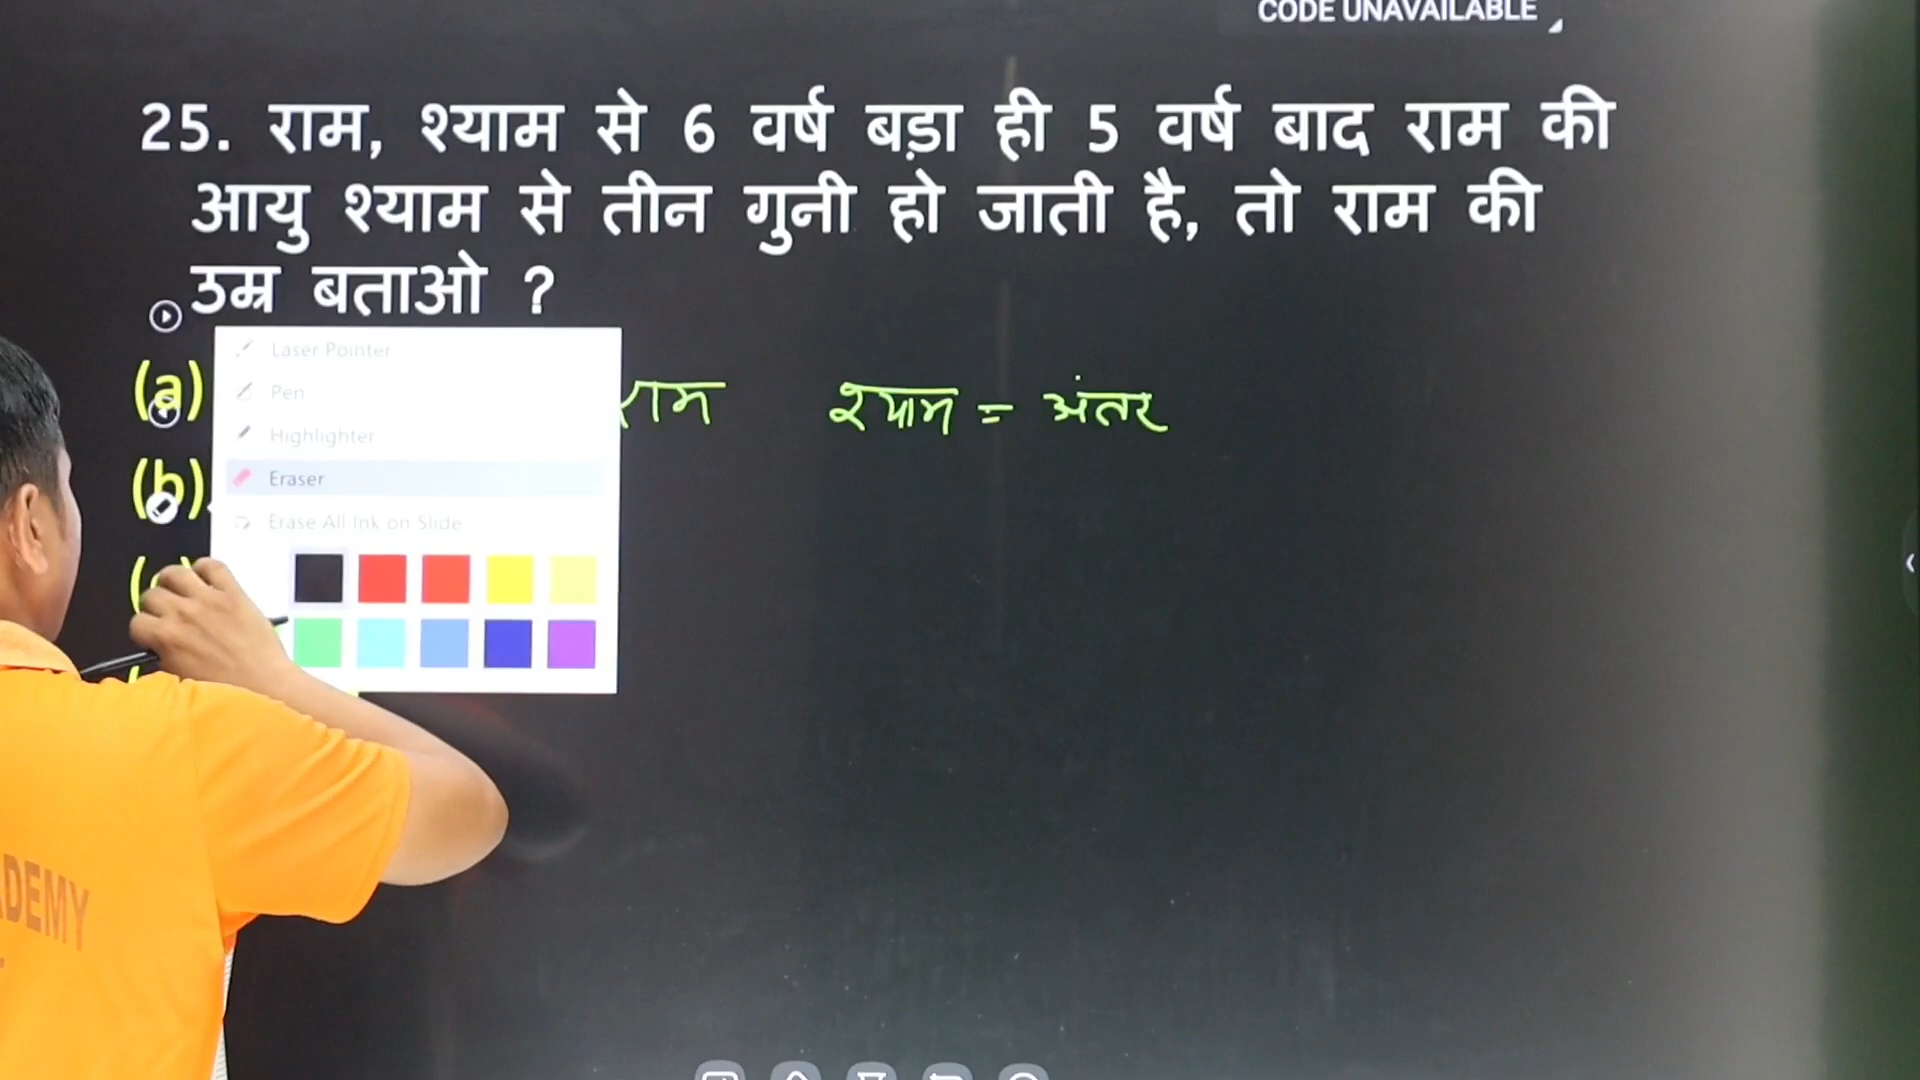 CODE UNAVAILABLE
25. राम, श्याम से 6 वर्ष बड़ा ही 5 वर्ष बाद राम की
आयु श्याम से तीन गुनी हो जाती है, तो राम की
उम्र बताओ ?
Laser Pointer
(a)
Pen
राम श्याम = अंतर
Highlighter
(b)
Eraser
Erase All Ink on Slide
ADEMY